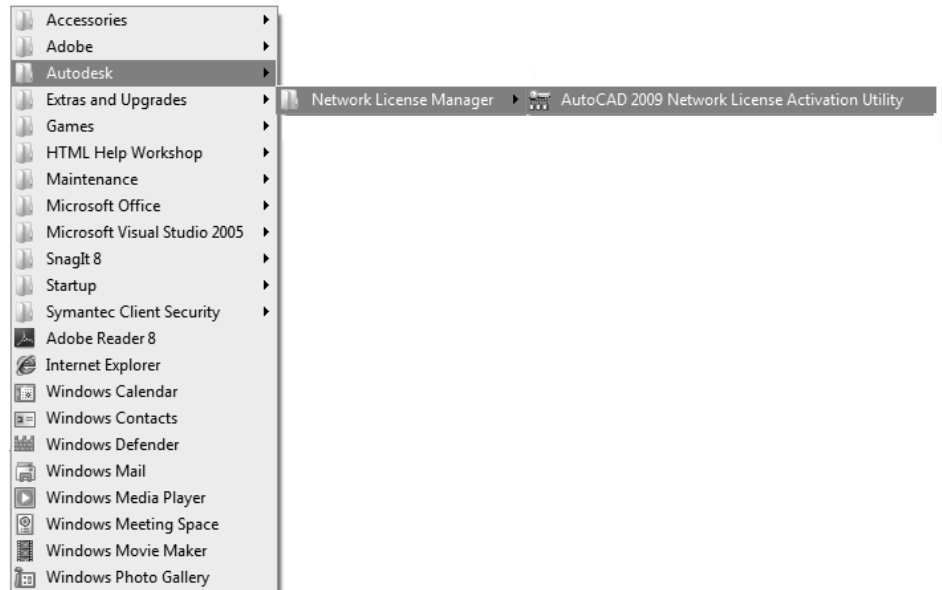 Accessories
Adobe
Autodesk
Extras and Upgrades
Network License Manager
AutoCAD 2009 Network License Activation Utility
Games
HTML Help Workshop
Maintenance
Microsoft Office
Microsoft Visual Studio 2005
SnagIt 8
Startup
Symantec Client Security
Adobe Reader 8
Internet Explorer
Windows Calendar
Windows Contacts
Windows Defender
Windows Mail
Windows Media Player
Windows Meeting Space
Windows Movie Maker
Windows Photo Gallery